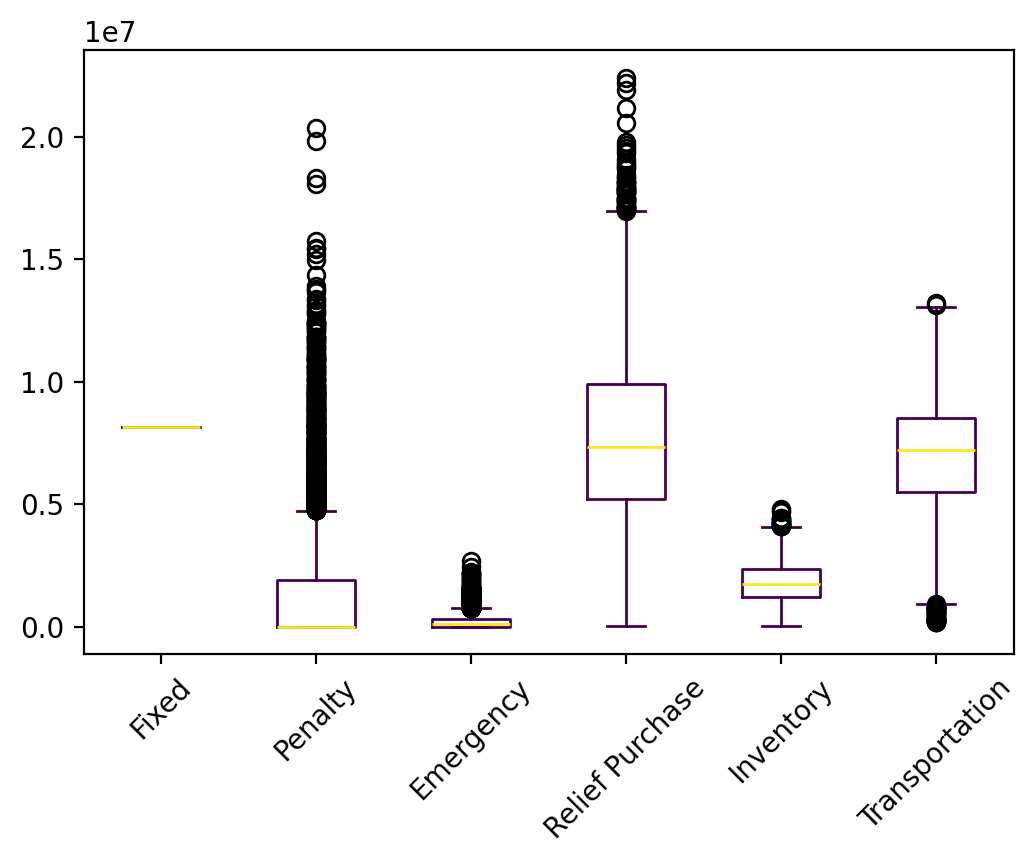 1e7
2.0
1.5
1.0
0.5
0.0
Fixed
Penalty
Emergency
Relief Purchase
Inventory
Transportation